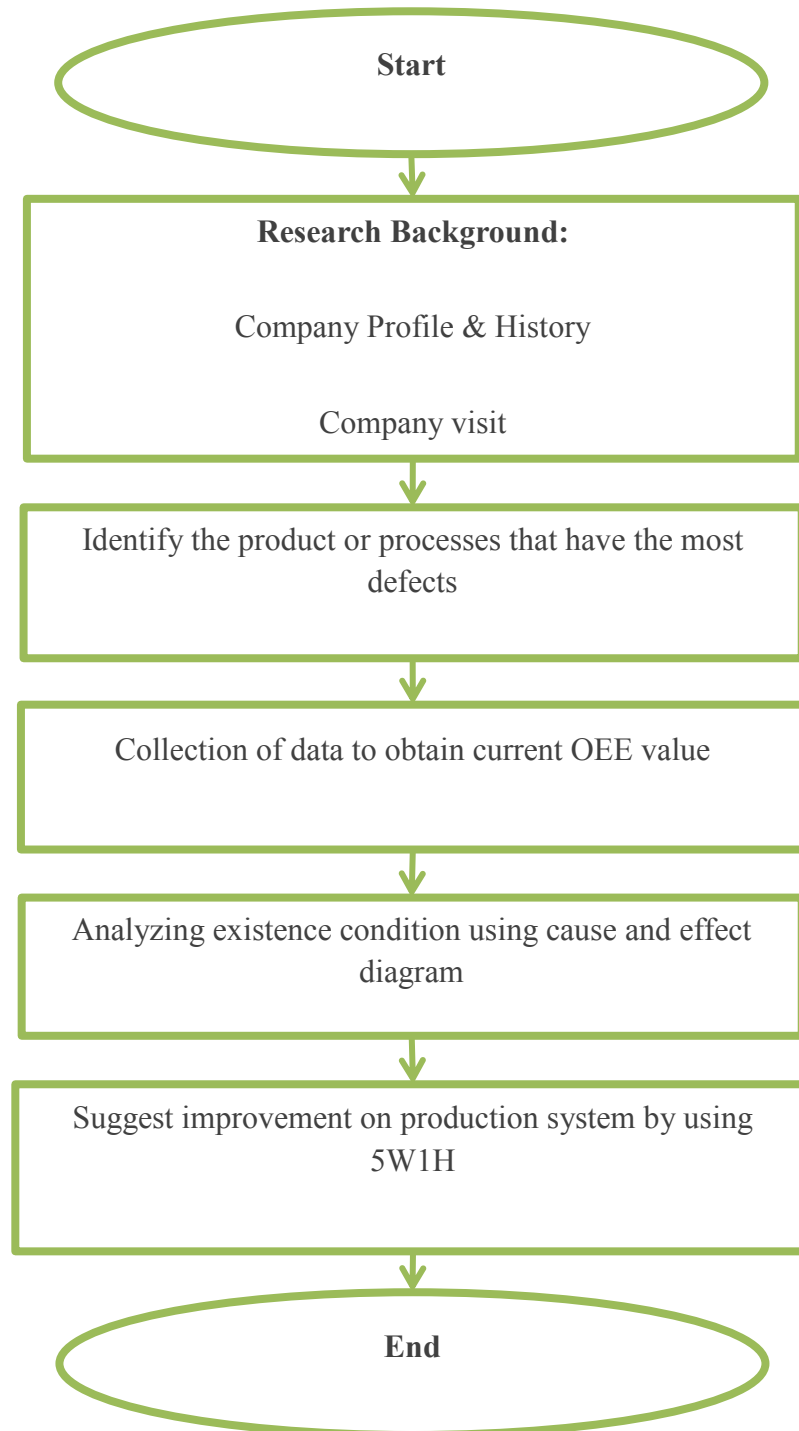 Start
Research Background:
Company Profile & History
Company visit
Identify the product or processes that have the most
defects
Collection of data to obtain current OEE value
Analyzing existence condition using cause and effect
diagram
Suggest improvement on production system by using
5W1H
End